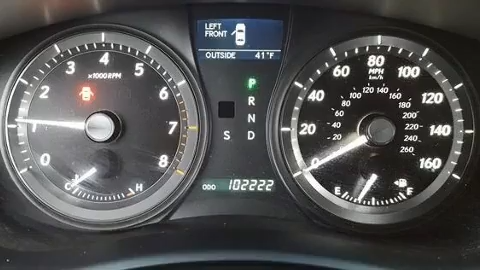 LEFT
FRONT
OUTSIDE 41°F
0 1 2 3 4 5 6 7 8
x1000RPM
C H
P
R
N
S D
ODO 102222
0 20 40 60 80 100 120 140 160
MPH
km/h
40 60 80 100 120 140 160 180 200 220 240 260
E F